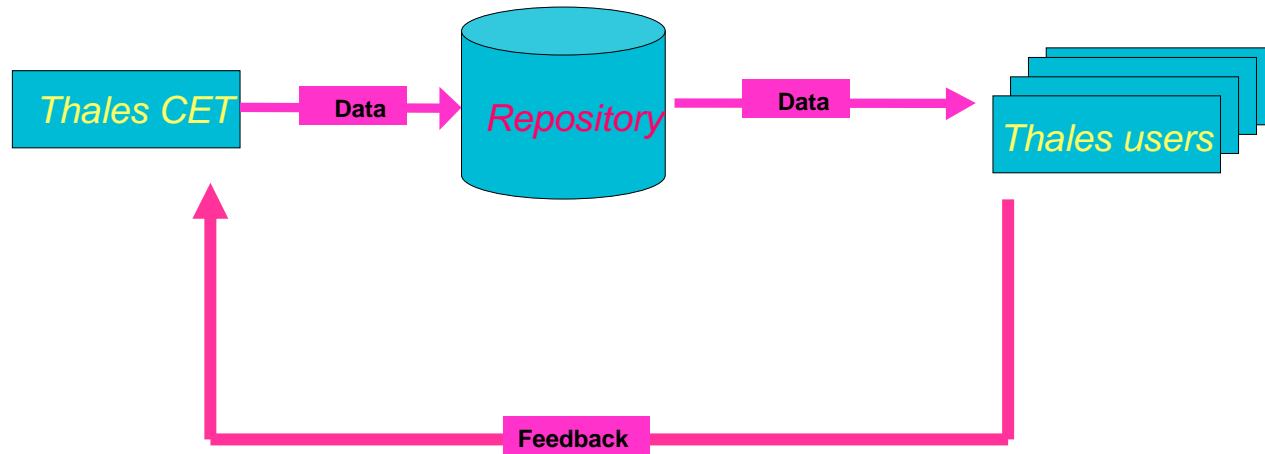 Thales CET
Data
Repository
Data
Thales users
Feedback